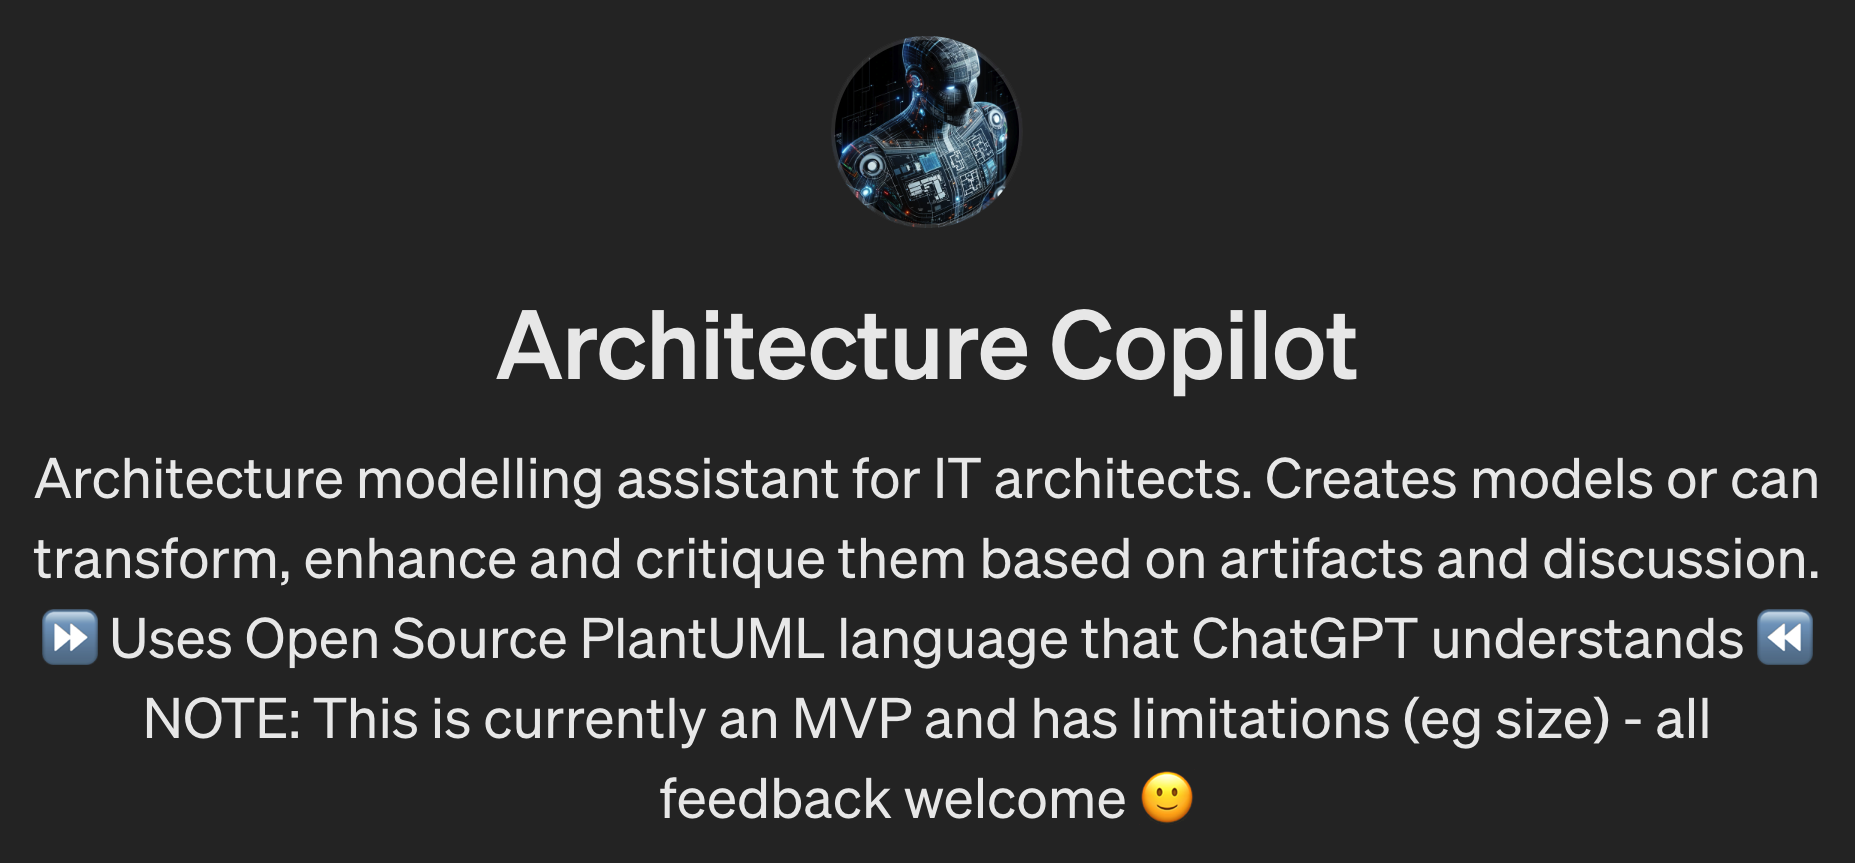 Architecture Copilot
Architecture modelling assistant for IT architects. Creates models or can
transform, enhance and critique them based on artifacts and discussion.
⏩ Uses Open Source PlantUML language that ChatGPT understands ⏪
NOTE: This is currently an MVP and has limitations (eg size) - all
feedback welcome 🙂